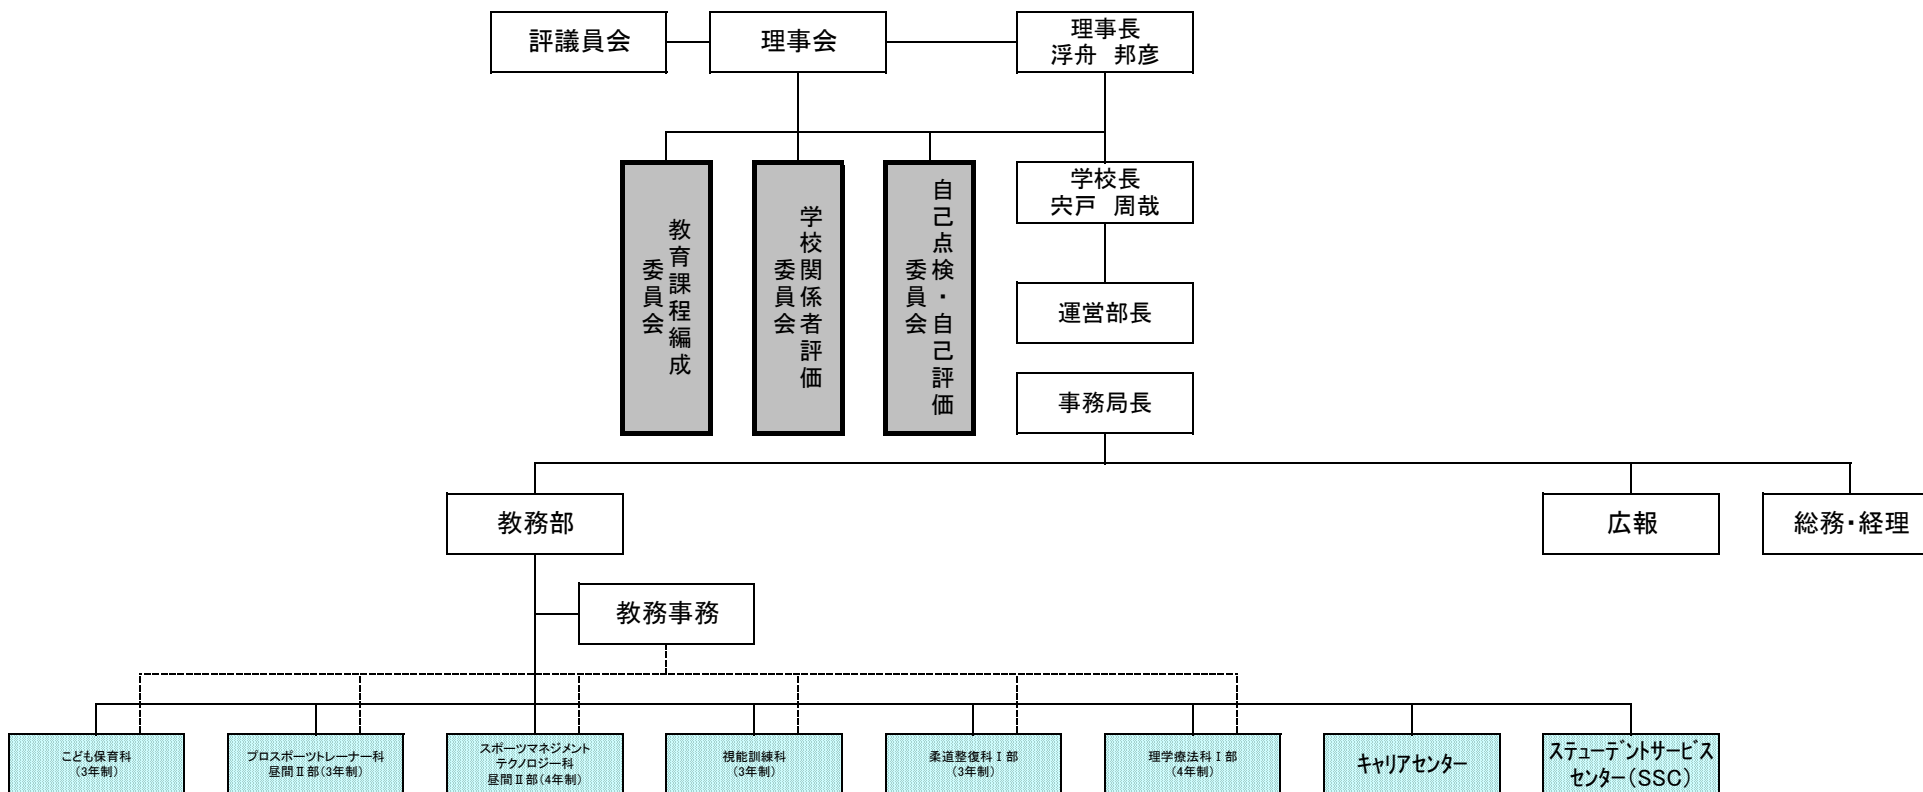 評議員会
理事会
理事長
浮舟　邦彦
教育課程編成
委員会
学校関係者評価
委員会
自己点検・自己評価
委員会
学校長
宍戸　周哉
運営部長
事務局長
教務部
広報
総務・経理
教務事務
こども保育科
(3年制)
プロスポーツトレーナー科
昼間Ⅱ部(3年制)
スポーツマネジメント
テクノロジー科
昼間Ⅱ部(4年制)
視能訓練科
(3年制)
柔道整復科Ⅰ部
(3年制)
理学療法科Ⅰ部
(4年制)
キャリアセンター
ステューデントサービス
センター(SSC)